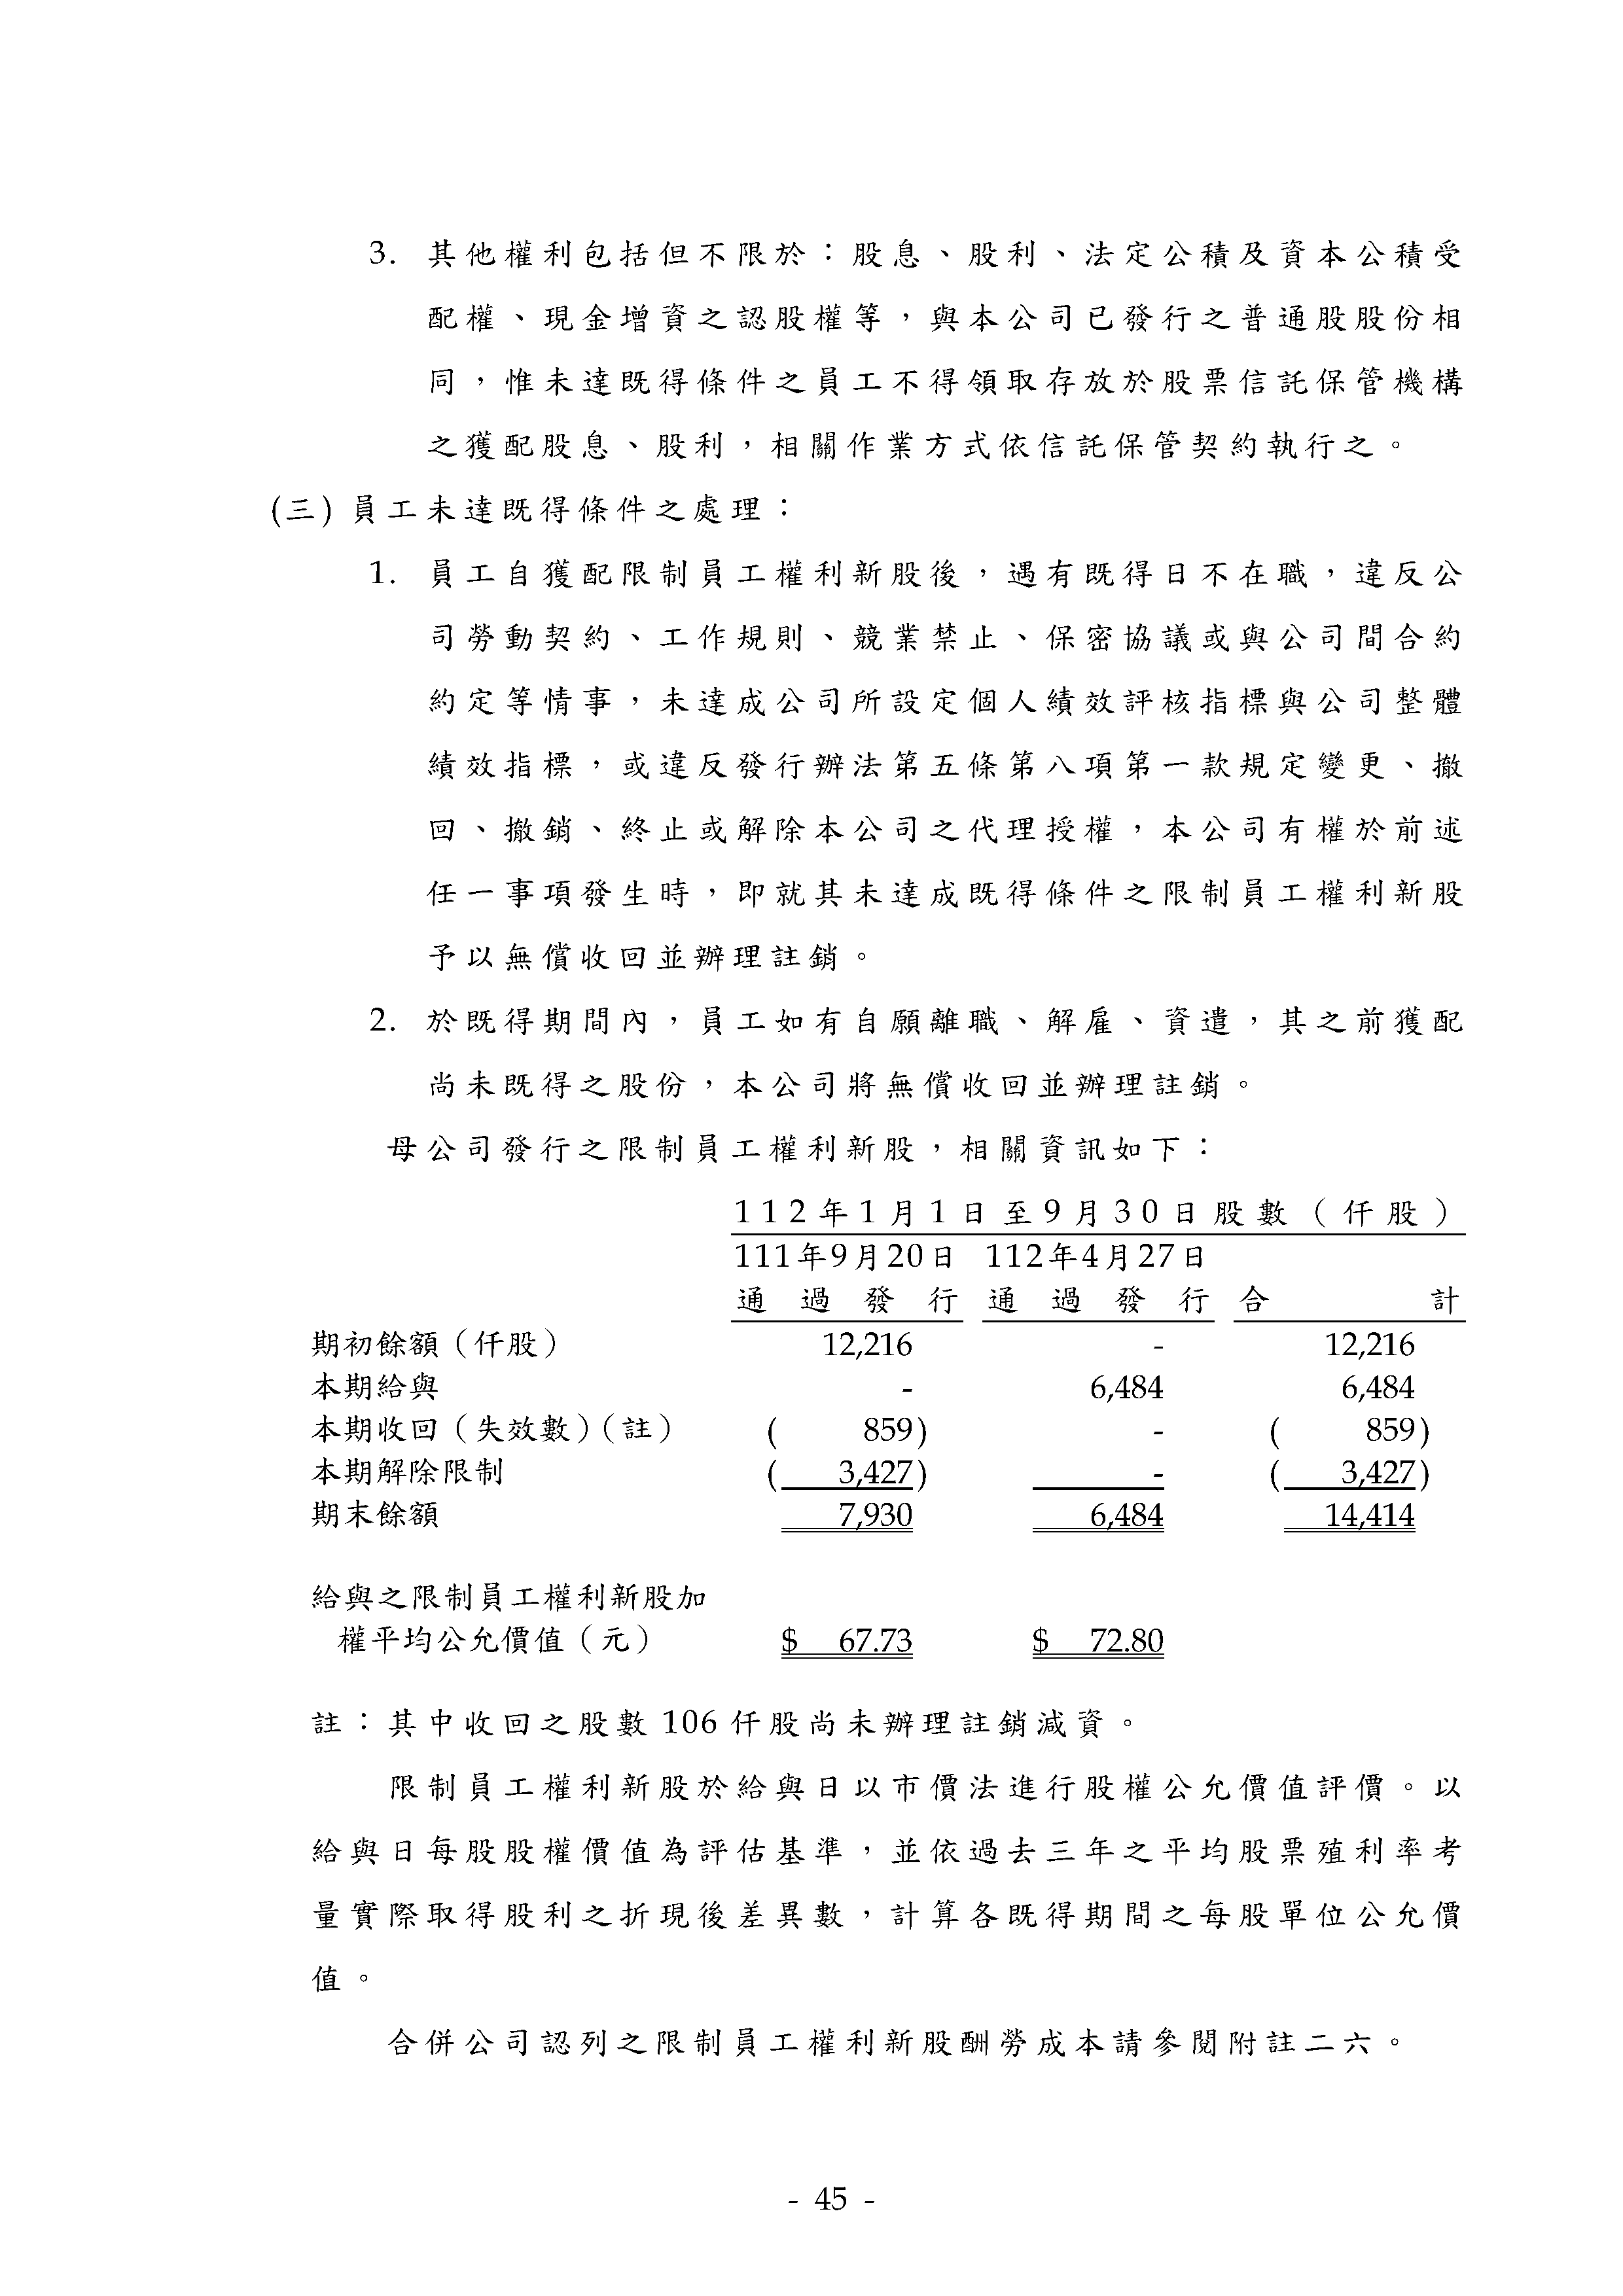 3. 其他權利包括但不限於：股息、股利、法定公積及資本公積受
配權、現金增資之認股權等，與本公司已發行之普通股股份相
同，惟未達既得條件之員工不得領取存放於股票信託保管機構
之獲配股息、股利，相關作業方式依信託保管契約執行之。
(三) 員工未達既得條件之處理：
1. 員工自獲配限制員工權利新股後，遇有既得日不在職，違反公
司勞動契約、工作規則、競業禁止、保密協議或與公司間合約
約定等情事，未達成公司所設定個人績效評核指標與公司整體
績效指標，或違反發行辦法第五條第八項第一款規定變更、撤
回、撤銷、終止或解除本公司之代理授權，本公司有權於前述
任一事項發生時，即就其未達成既得條件之限制員工權利新股
予以無償收回並辦理註銷。
2. 於既得期間內，員工如有自願離職、解雇、資遣，其之前獲配
尚未既得之股份，本公司將無償收回並辦理註銷。
母公司發行之限制員工權利新股，相關資訊如下：
112年1月1日至9月30日股數（仟股）
111年9月20日 112年4月27日
通過發行 通過發行 合計
期初餘額（仟股） 12,216 - 12,216
本期給與 - 6,484 6,484
本期收回（失效數）（註） ( 859) - ( 859)
本期解除限制 ( 3,427) - ( 3,427)
期末餘額 7,930 6,484 14,414
給與之限制員工權利新股加
權平均公允價值（元） $ 67.73 $ 72.80
註：其中收回之股數 106 仟股尚未辦理註銷減資。
限制員工權利新股於給與日以市價法進行股權公允價值評價。以
給與日每股股權價值為評估基準，並依過去三年之平均股票殖利率考
量實際取得股利之折現後差異數，計算各既得期間之每股單位公允價
值。
合併公司認列之限制員工權利新股酬勞成本請參閱附註二六。
- 45 -